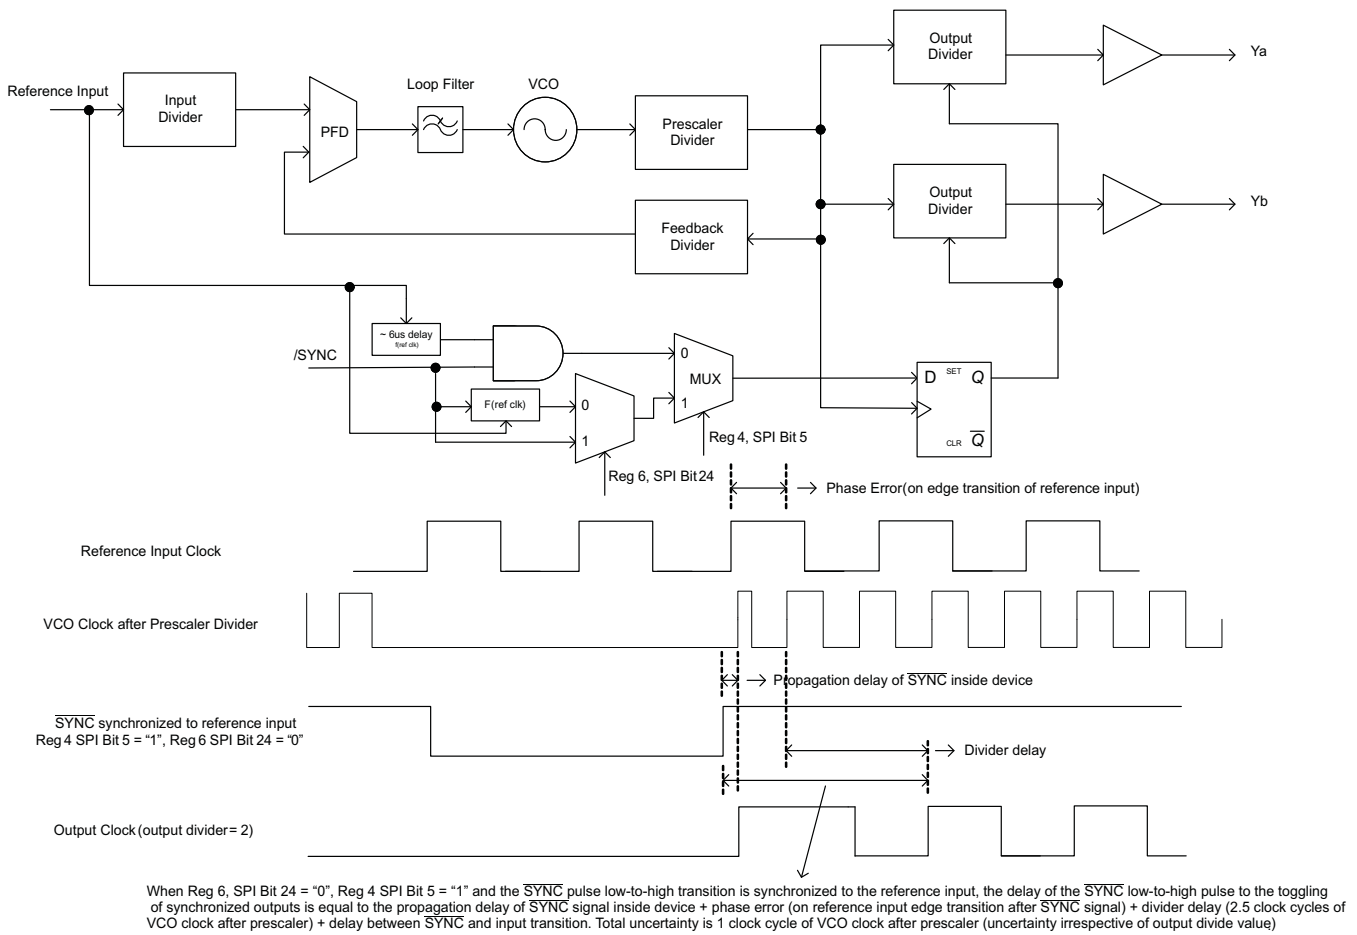 Reference Input
Input
Divider
PFD
Loop Filter
VCO
Prescaler
Divider
Feedback
Divider
Output
Divider
Ya
Output
Divider
Yb
~ 6us delay
f(ref clk)
/SYNC
F(ref clk)
0
1
0
MUX
1
D
SET
Q
CLR
Q
Reg 4, SPI Bit 5
Reg 6, SPI Bit 24
Phase Error(on edge transition of reference input)
Reference Input Clock
VCO Clock after Prescaler Divider
Propagation delay of SYNC inside device
SYNC synchronized to reference input
Reg 4 SPI Bit 5 = “1”, Reg 6 SPI Bit 24 = “0”
Divider delay
Output Clock (output divider = 2)
When Reg 6, SPI Bit 24 = “0”, Reg 4 SPI Bit 5 = “1” and the SYNC pulse low-to-high transition is synchronized to the reference input, the delay of the SYNC low-to-high pulse to the toggling
of synchronized outputs is equal to the propagation delay of SYNC signal inside device + phase error (on reference input edge transition after SYNC signal) + divider delay (2.5 clock cycles of
VCO clock after prescaler) + delay between SYNC and input transition. Total uncertainty is 1 clock cycle of VCO clock after prescaler (uncertainty irrespective of output divide value)